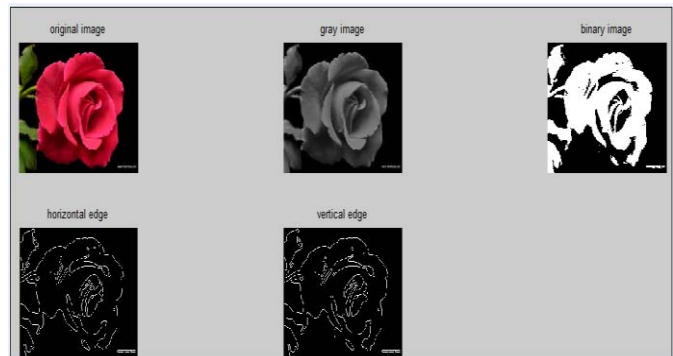 original image
gray image
binary image
horizontal edge
vertical edge